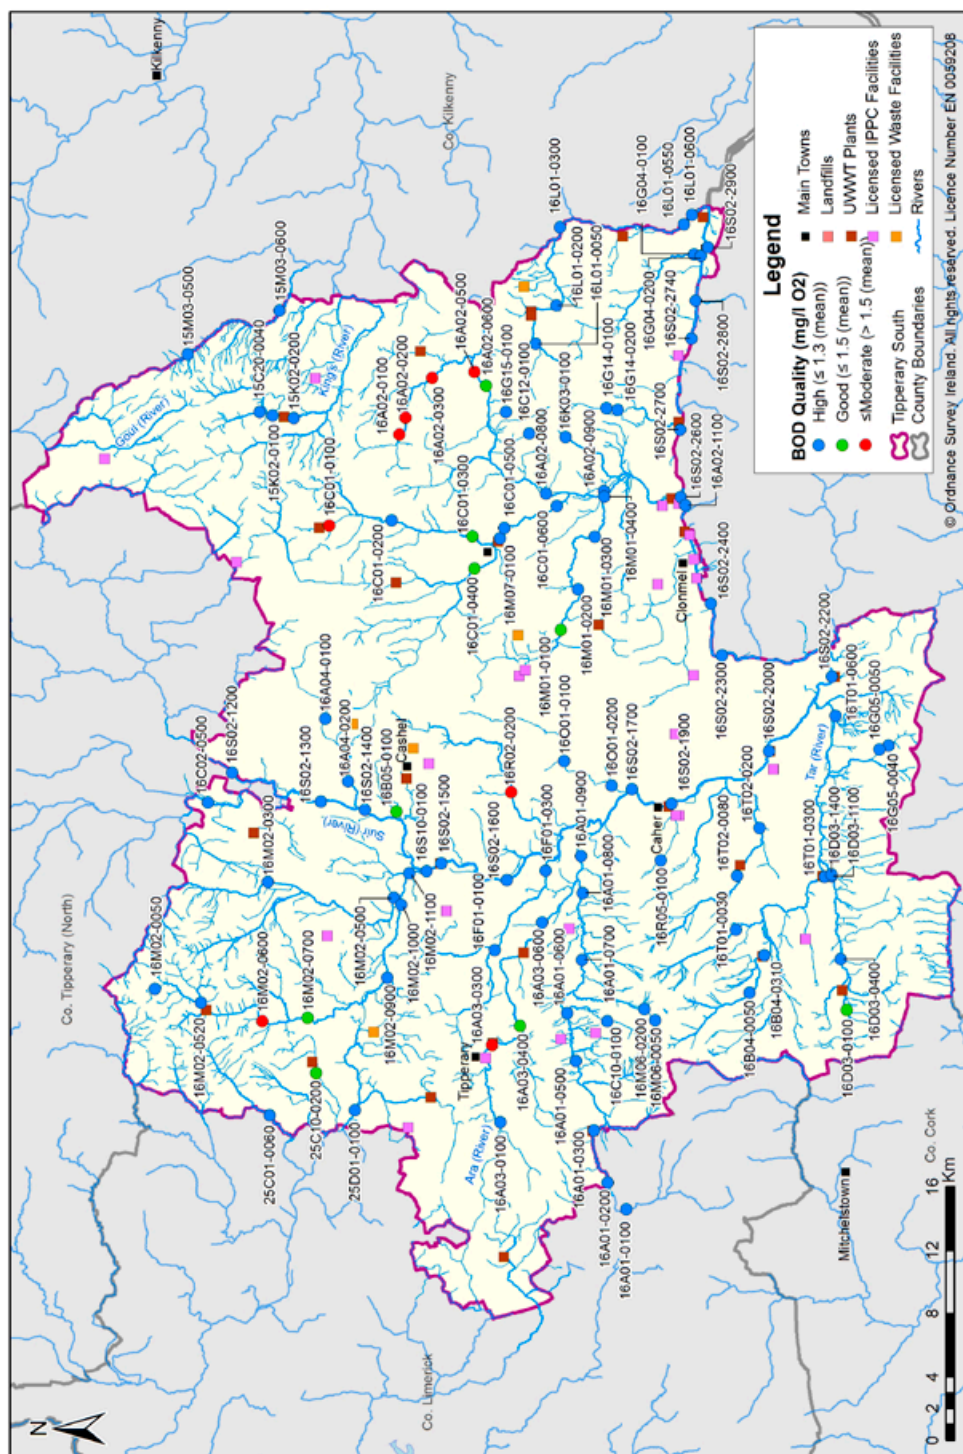 N
Kilkenny
Co. Kilkenny
Co. Tipperary (North)
Co. Limerick
Co. Cork
Mitchelstown
Goul (River)
King's (River)
Suir (River)
Ara (River)
Tar (River)
Tipperary
Cashel
Caher
Clonmel
15M03-0500
15M03-0600
15C20-0040
15K02-0200
15K02-0100
16C01-0100
16C01-0200
16A02-0100
16A02-0200
16A02-0300
16A02-0500
16A02-0600
16G15-0100
16C12-0100
16C01-0300
16C01-0400
16C01-0500
16C01-0600
16M07-0100
16A02-0800
16K03-0100
16A02-0900
16G14-0100
16G14-0200
16L01-0300
16L01-0200
16L01-0050
16G04-0100
16L01-0550
16L01-0600
16S02-2900
16G04-0200
16S02-2740
16S02-2800
16S02-2700
16S02-2600
16A02-1100
16M01-0400
16M01-0300
16M01-0200
16M01-0100
16S02-2400
16S02-2300
16S02-2200
16T01-0600
16G05-0050
16G05-0040
16S02-2000
16S02-1900
16S02-1700
16O01-0200
16O01-0100
16R02-0200
16C02-0500
16S02-1200
16S02-1300
16A04-0100
16A04-0200
16S02-1400
16B05-0100
16S10-0100
16S02-1500
16S02-1600
16F01-0300
16A01-0900
16A01-0800
16F01-0100
16M02-0050
16M02-0300
16M02-0500
16M02-0520
16M02-0600
16M02-0700
16M02-0900
16M02-1000
16M02-1100
25C10-0200
25C01-0060
25D01-0100
16A03-0100
16A03-0300
16A03-0400
16A03-0600
16A01-0700
16A01-0600
16A01-0500
16A01-0300
16A01-0200
16A01-0100
16C10-0100
16M06-0200
16M06-0050
16R05-0100
16T02-0080
16T02-0200
16T01-0030
16B04-0310
16B04-0050
16T01-0300
16D03-1400
16D03-1100
16D03-0400
16D03-0100
Legend
BOD Quality (mg/l O2)
High (≤ 1.3 (mean))
Good (≤ 1.5 (mean))
≤Moderate (> 1.5 (mean))
Tipperary South
County Boundaries
Main Towns
Landfills
UWWT Plants
Licensed IPPC Facilities
Licensed Waste Facilities
Rivers
0 2 4 8 12 16 Km
© Ordnance Survey Ireland. All rights reserved. Licence Number EN 0059208